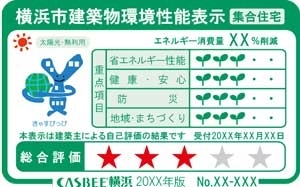 横浜市建築物環境性能表示 集合住宅
太陽光・熱利用
エネルギー消費量 XX%削減
きゃすびっび
重点項目
省エネルギー性能
健康・安心
防災
地域・まちづくり
本表示は建築主による自己評価の結果です 受付20XX年XX月XX日
総合評価 ★★★☆☆
CASBEE横浜 20XX年版 No.XX-XXX